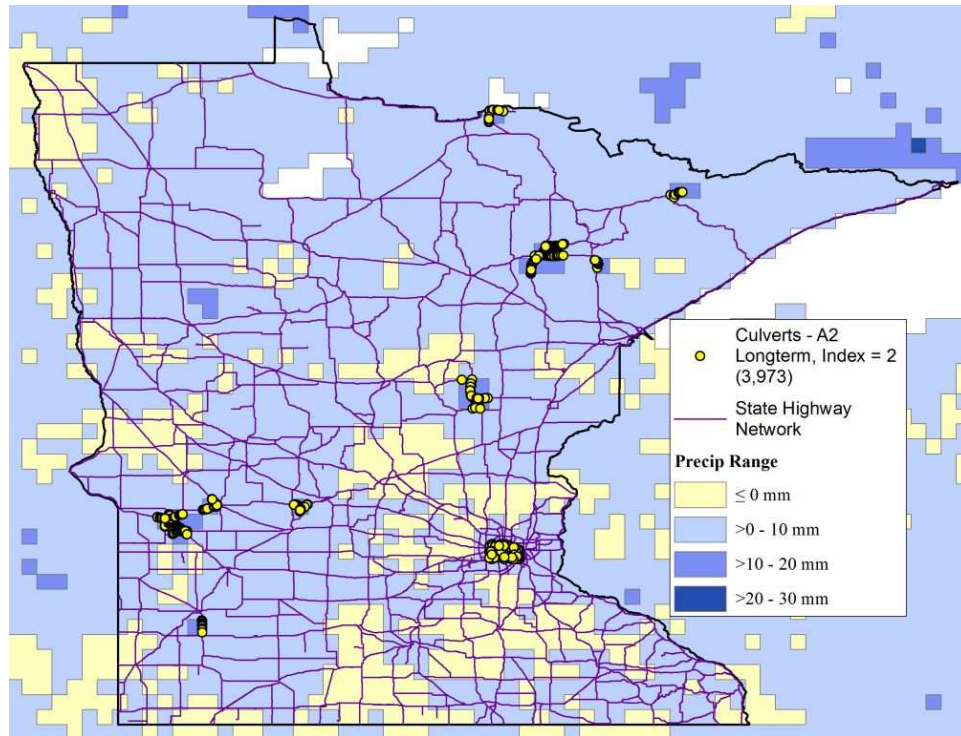 Culverts - A2
Longterm, Index = 2
(3,973)
State Highway
Network
Precip Range
≤ 0 mm
>0 - 10 mm
>10 - 20 mm
>20 - 30 mm